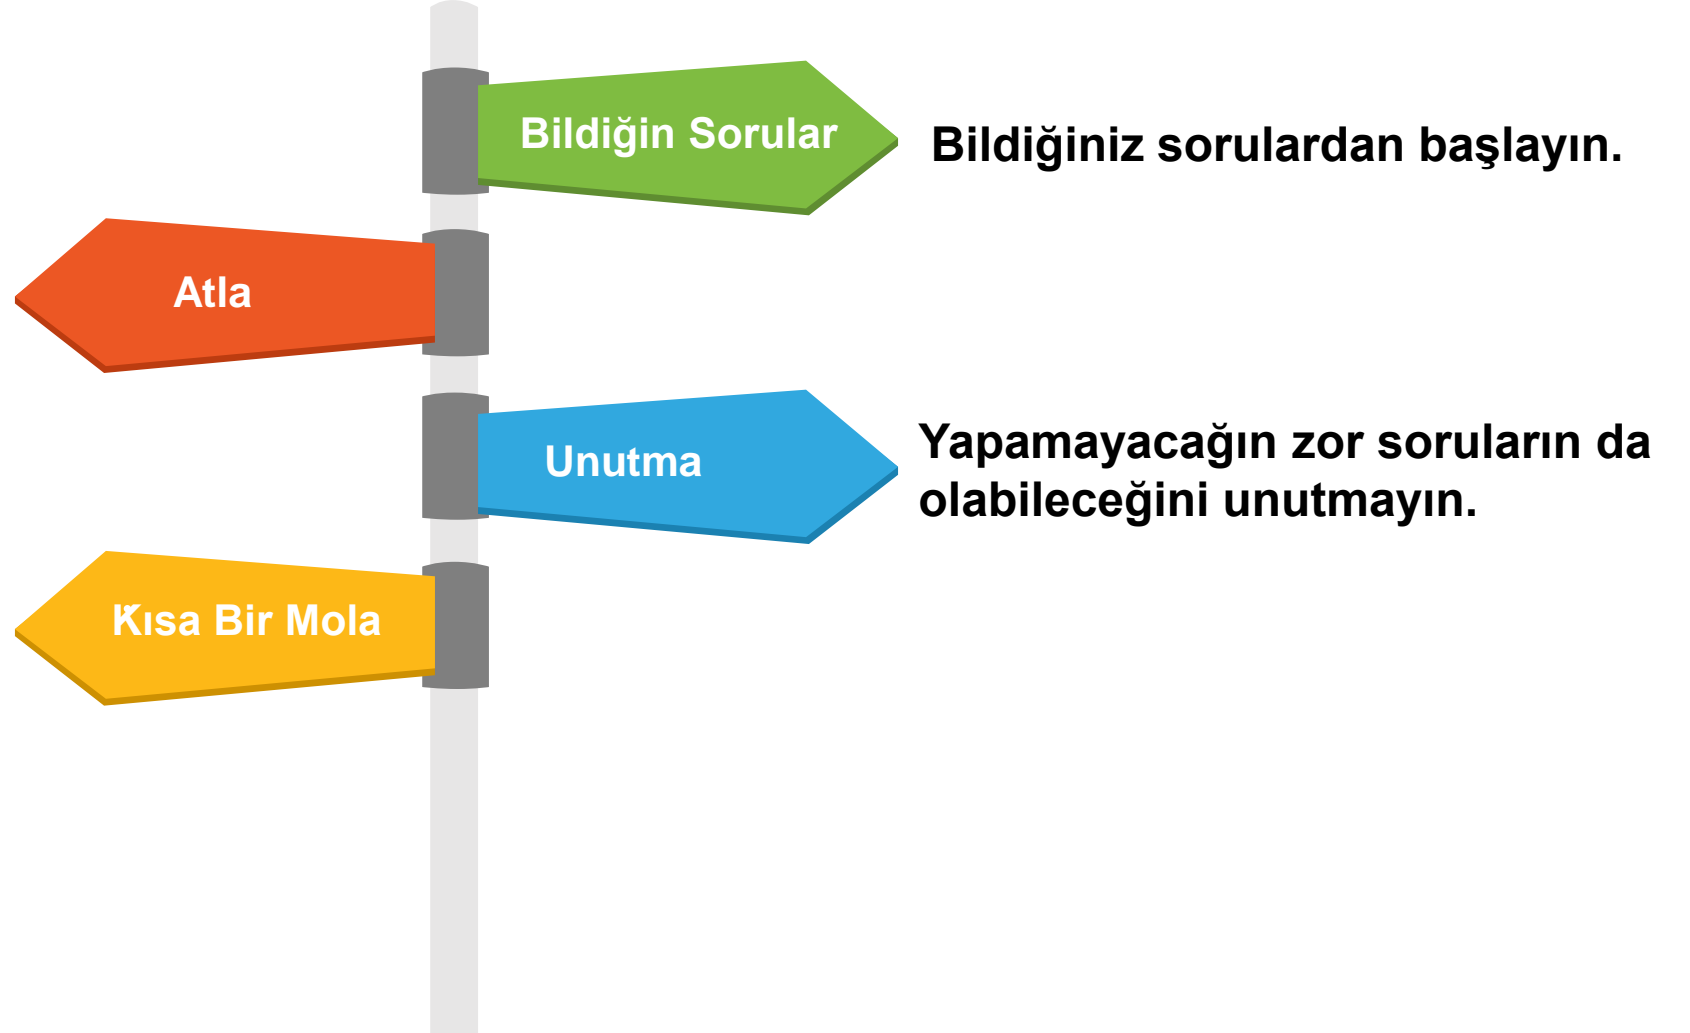 Bildiğin Sorular
Bildiğiniz sorulardan başlayın.
Atla
Unutma
Yapamayacağın zor soruların da
olabileceğini unutmayın.
Kısa Bir Mola